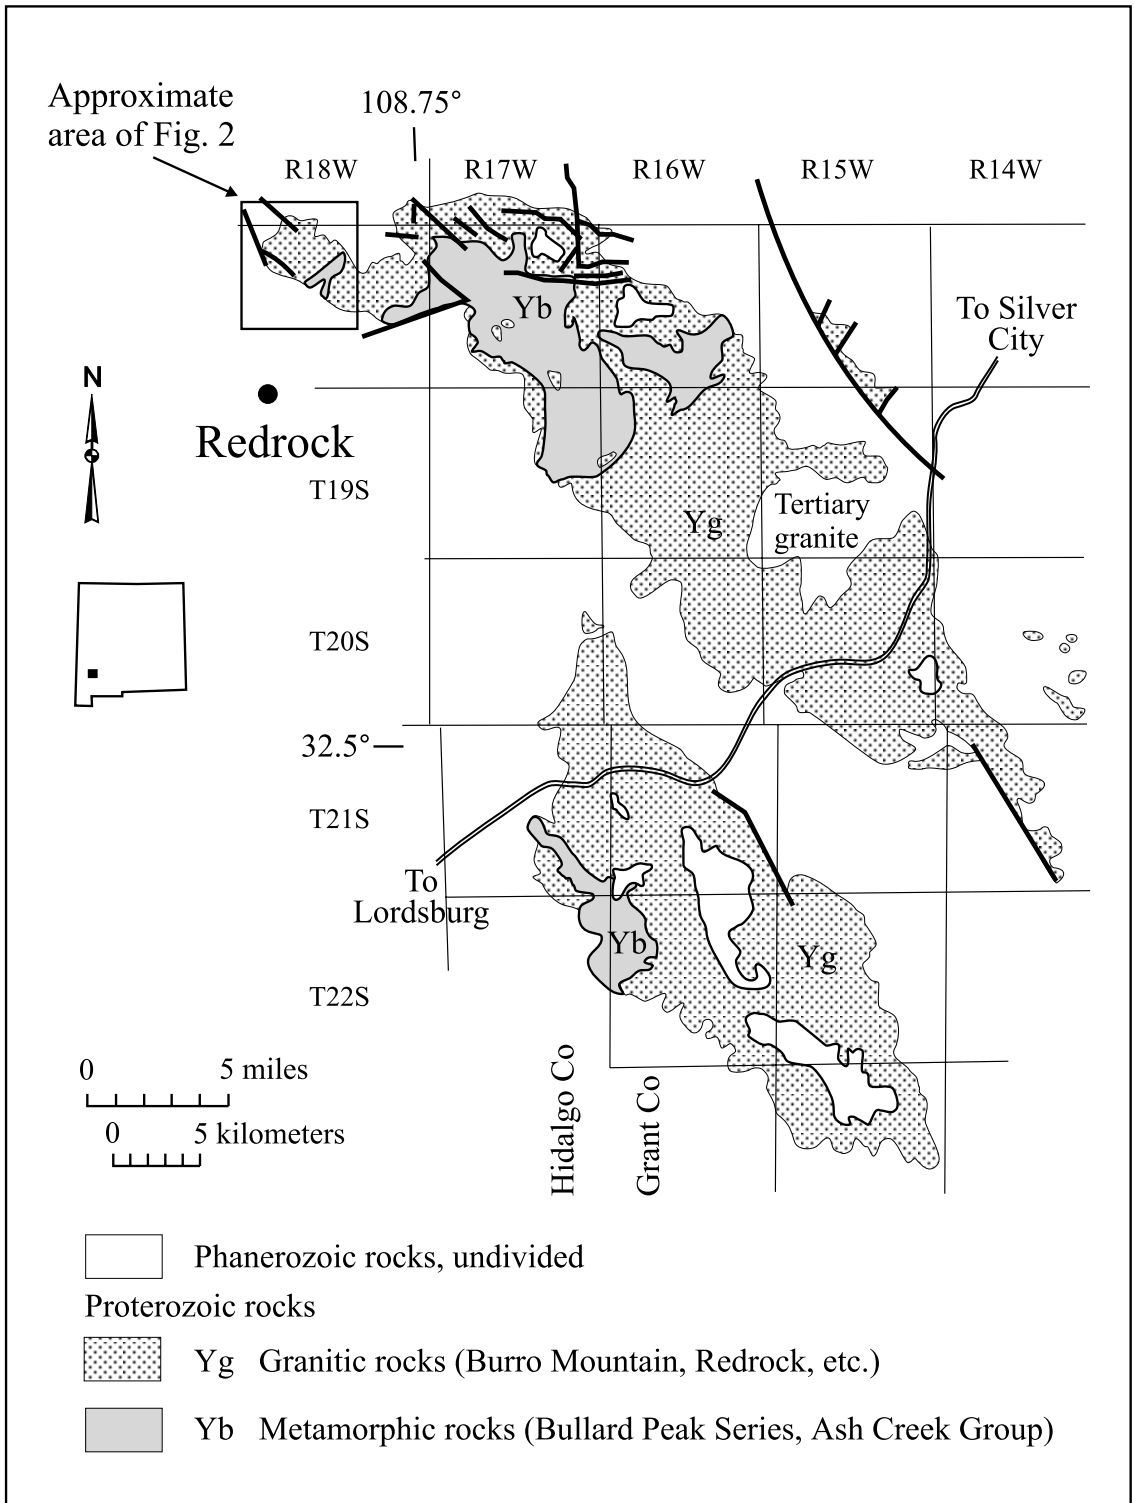 Approximate
area of Fig. 2
108.75°
R18W
R17W
R16W
R15W
R14W
Yb
To Silver
City
N
Redrock
T19S
Tertiary
granite
Yg
T20S
32.5°
T21S
To
Lordsburg
Yb
Yg
T22S
Hidalgo Co
Grant Co
0 5 miles
0 5 kilometers
Phanerozoic rocks, undivided
Proterozoic rocks
Yg Granitic rocks (Burro Mountain, Redrock, etc.)
Yb Metamorphic rocks (Bullard Peak Series, Ash Creek Group)